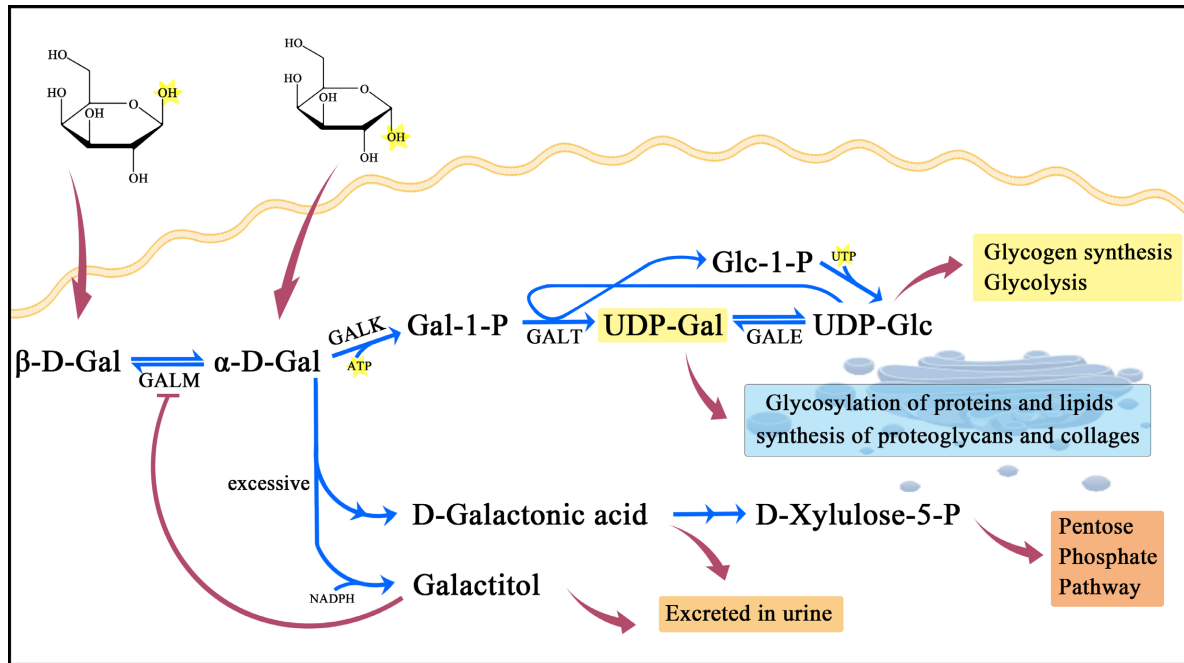 HO
HO
OH
O
OH
OH
HO
HO
OH
O
OH
OH
Glc-1-P
UTP
Glycogen synthesis
Glycolysis
β-D-Gal
GALM
α-D-Gal
GALK
ATP
Gal-1-P
GALT
UDP-Gal
GALE
UDP-Glc
Glycosylation of proteins and lipids
synthesis of proteoglycans and collages
excessive
D-Galactonic acid
D-Xylulose-5-P
Pentose
Phosphate
Pathway
NADPH
Galactitol
Excreted in urine